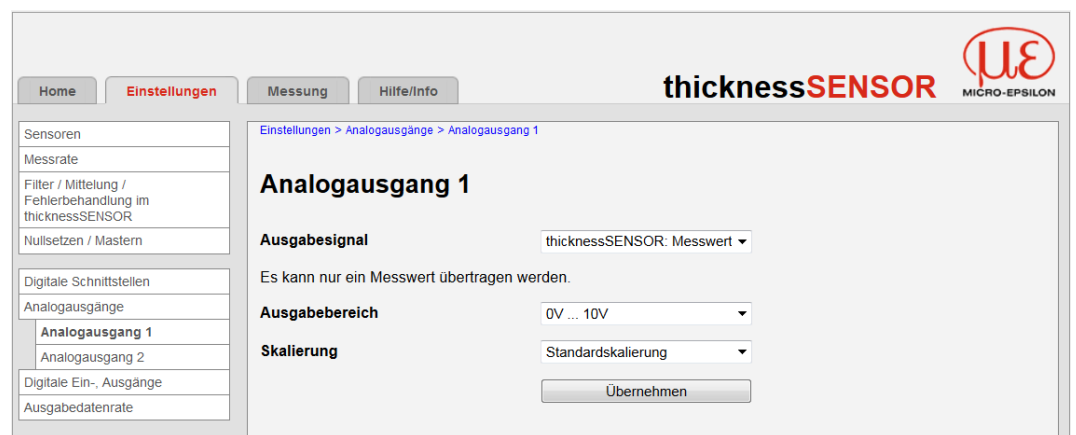 Home
Einstellungen
Messung
Hilfe/Info
thicknessSENSOR
με
MICRO-EPSILON
Sensoren
Messrate
Filter / Mittelung /
Fehlerbehandlung im
thicknessSENSOR
Nullsetzen / Mastern
Digitale Schnittstellen
Analogausgänge
Analogausgang 1
Analogausgang 2
Digitale Ein-, Ausgänge
Ausgabedatenrate
Einstellungen > Analogausgänge > Analogausgang 1
Analogausgang 1
Ausgabesignal thicknessSENSOR: Messwert
Es kann nur ein Messwert übertragen werden.
Ausgabebereich 0V ... 10V
Skalierung Standardskalierung
Übernehmen